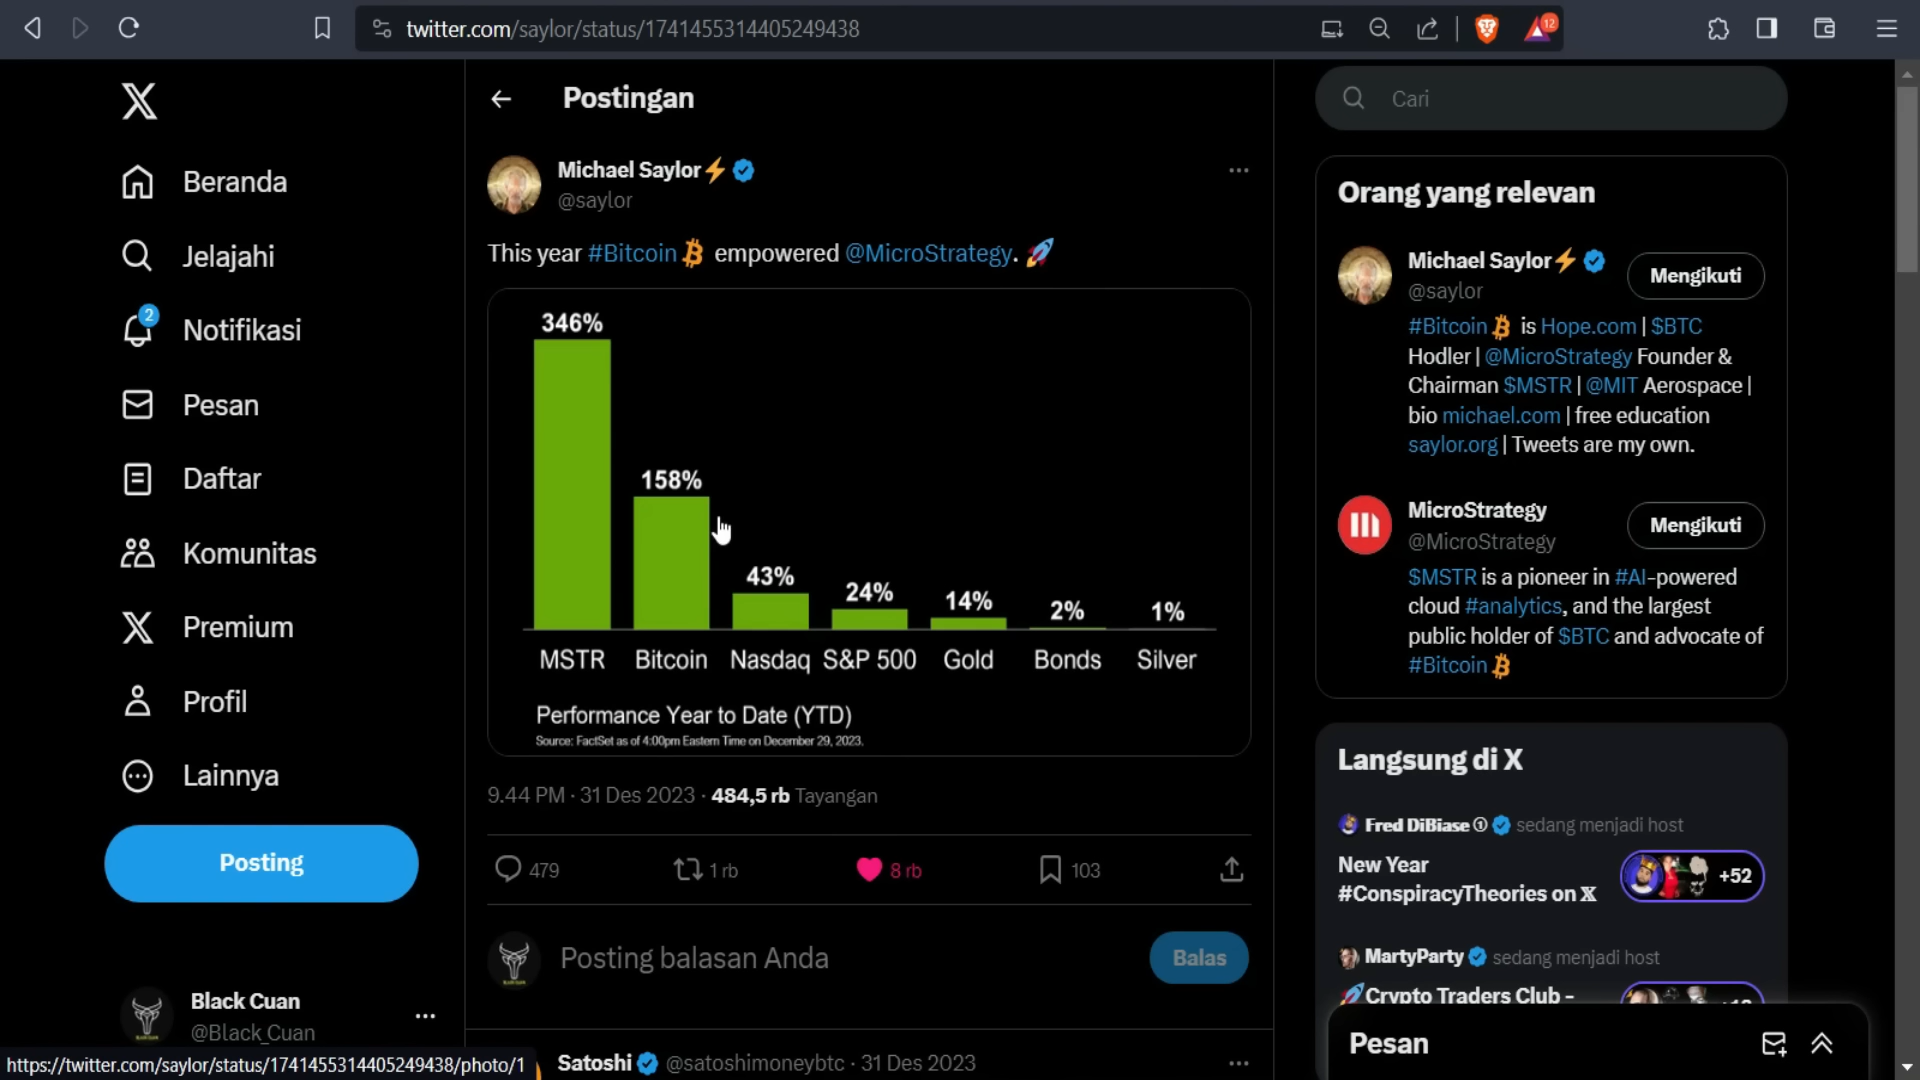 twitter.com/saylor/status/1741455314405249438
12
Beranda
Jelajahi
2
Notifikasi
Pesan
Daftar
Komunitas
Premium
Profil
Lainnya
Posting
Black Cuan
@Black_Cuan
https://twitter.com/saylor/status/1741455314405249438/photo/1
Postingan
Michael Saylor⚡
@saylor
This year #Bitcoin empowered @MicroStrategy. 🚀
346%
158%
43%
24%
14%
2%
1%
MSTR Bitcoin Nasdaq S&P 500 Gold Bonds Silver
Performance Year to Date (YTD)
Source: FactSet as of 4:00pm Eastern Time on December 29, 2023.
9.44 PM · 31 Des 2023 · 484,5 rb Tayangan
479 1 rb 8 rb 103
Posting balasan Anda
Balas
Satoshi @satoshimoneybtc · 31 Des 2023
Cari
Orang yang relevan
Michael Saylor⚡
@saylor
Mengikuti
#Bitcoin is Hope.com | $BTC
Hodler | @MicroStrategy Founder &
Chairman $MSTR | @MIT Aerospace |
bio michael.com | free education
saylor.org | Tweets are my own.
MicroStrategy
@MicroStrategy
Mengikuti
$MSTR is a pioneer in #AI-powered
cloud #analytics, and the largest
public holder of $BTC and advocate of
#Bitcoin
Langsung di X
Fred DiBiase sedang menjadi host
New Year
#ConspiracyTheories on X
+52
MartyParty sedang menjadi host
🚀Crypto Traders Club -
Pesan